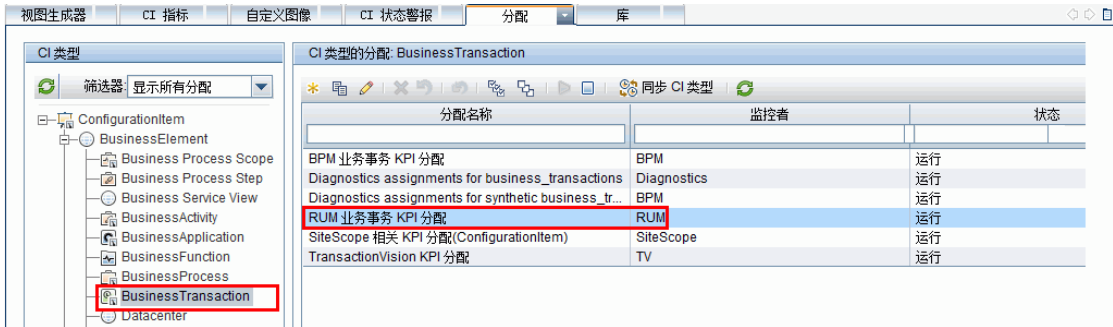 视图生成器 CI 指标 自定义图像 CI 状态警报 分配 库
CI 类型
筛选器: 显示所有分配
ConfigurationItem
BusinessElement
Business Process Scope
Business Process Step
Business Service View
BusinessActivity
BusinessApplication
BusinessFunction
BusinessProcess
BusinessTransaction
Datacenter
CI 类型的分配: BusinessTransaction
同步 CI 类型
分配名称 监控者 状态
BPM 业务事务 KPI 分配 BPM 运行
Diagnostics assignments for business_transactions Diagnostics 运行
Diagnostics assignments for synthetic business_tr... BPM 运行
RUM 业务事务 KPI 分配 RUM 运行
SiteScope 相关 KPI 分配(ConfigurationItem) SiteScope 运行
TransactionVision KPI 分配 TV 运行